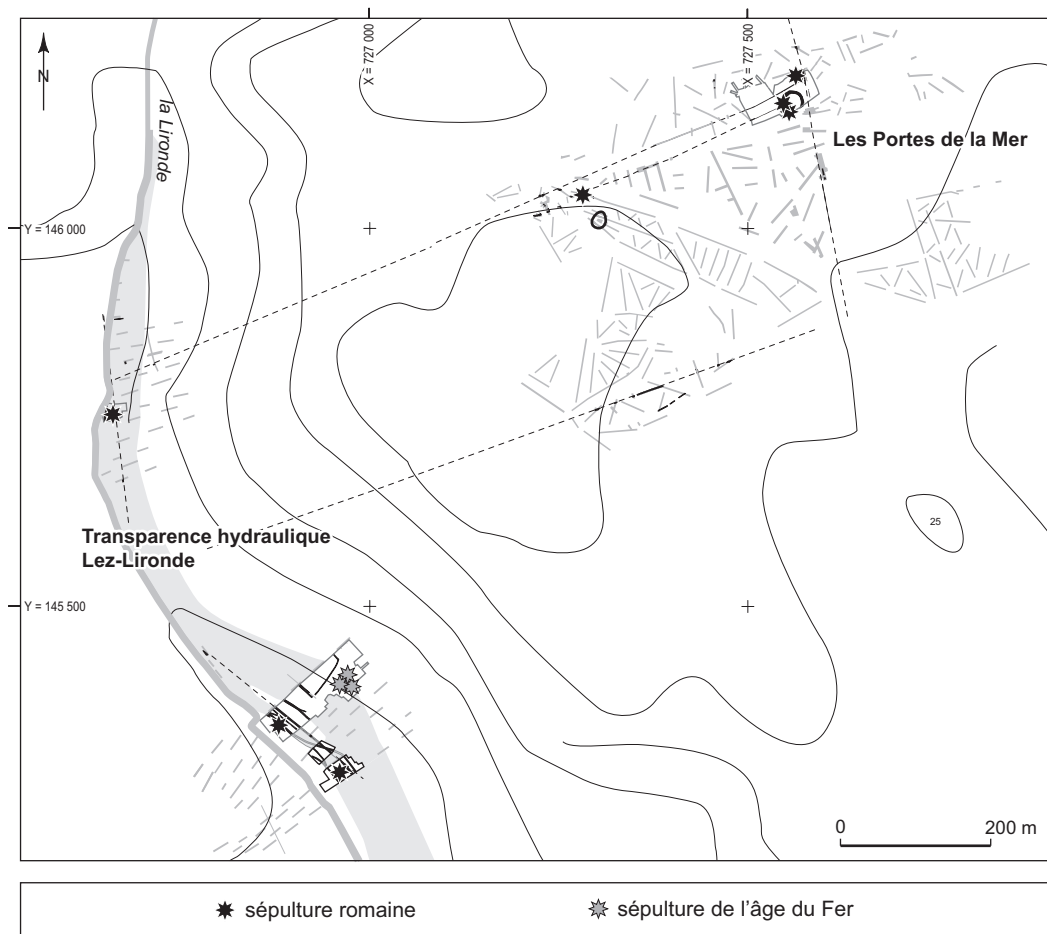 N
la Lironde
X = 727 000
X = 727 500
Les Portes de la Mer
Y = 146 000
25
Transparence hydraulique
Lez-Lironde
Y = 145 500
0 200 m
sépulture romaine
sépulture de l'âge du Fer